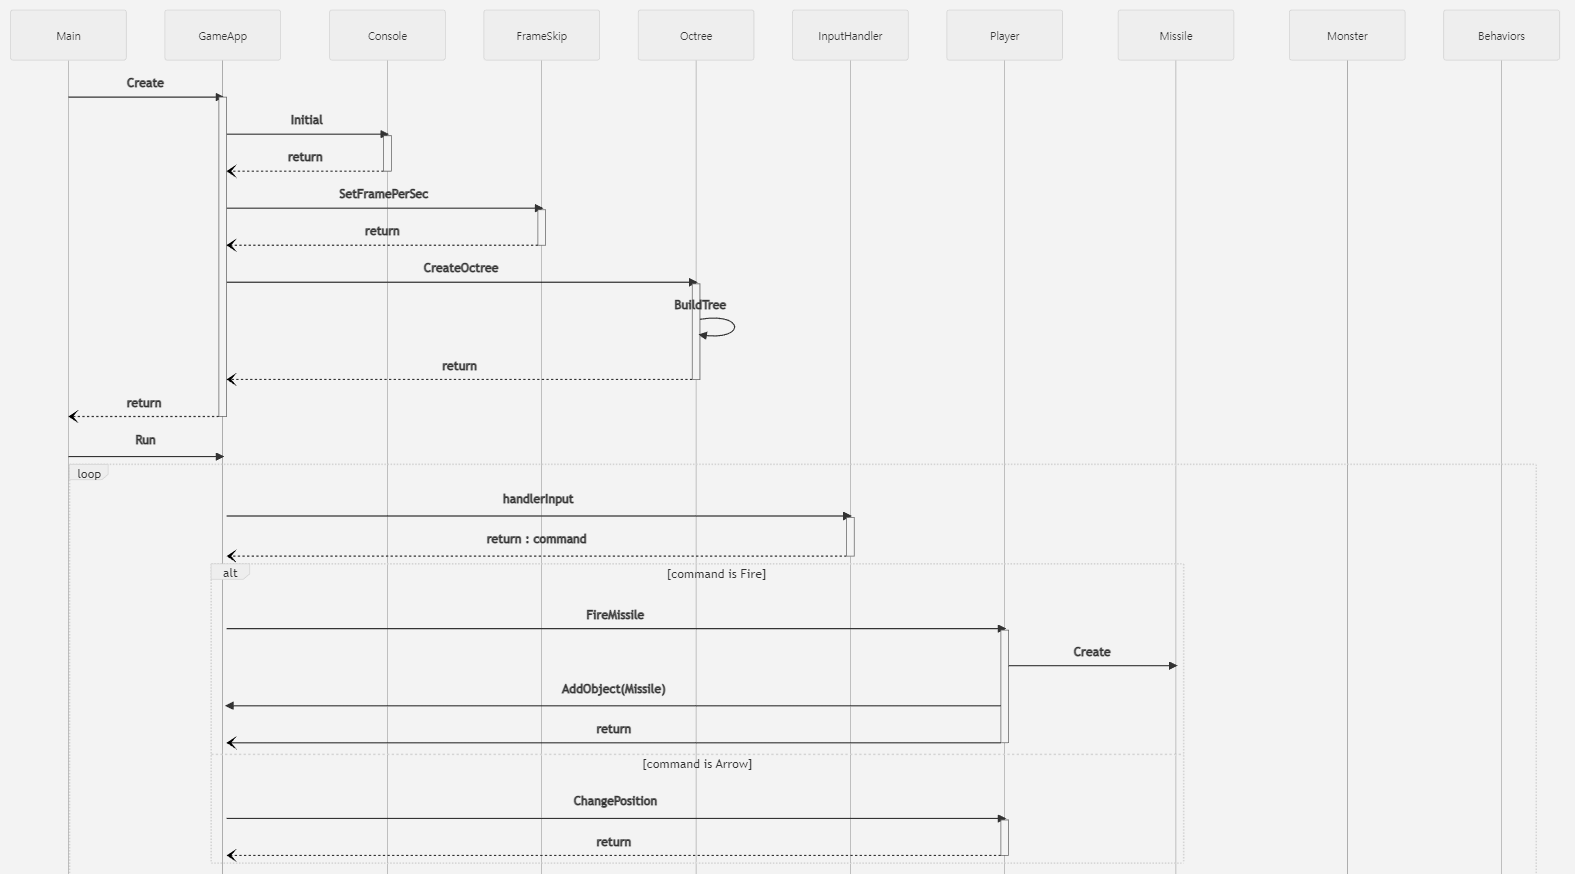 Main GameApp Console FrameSkip Octree InputHandler Player Missile Monster Behaviors
Create
Initial
return
SetFramePerSec
return
CreateOctree
BuildTree
return
return
Run
loop
handlerInput
return : command
alt [command is Fire]
FireMissile
Create
AddObject(Missile)
return
[command is Arrow]
ChangePosition
return